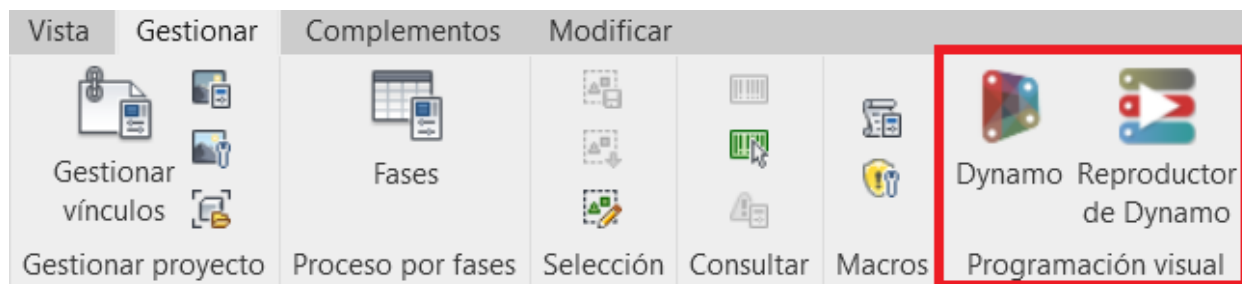 Vista Gestionar Complementos Modificar
Gestionar vínculos Fases Dynamo Reproductor de Dynamo
Gestionar proyecto Proceso por fases Selección Consultar Macros Programación visual